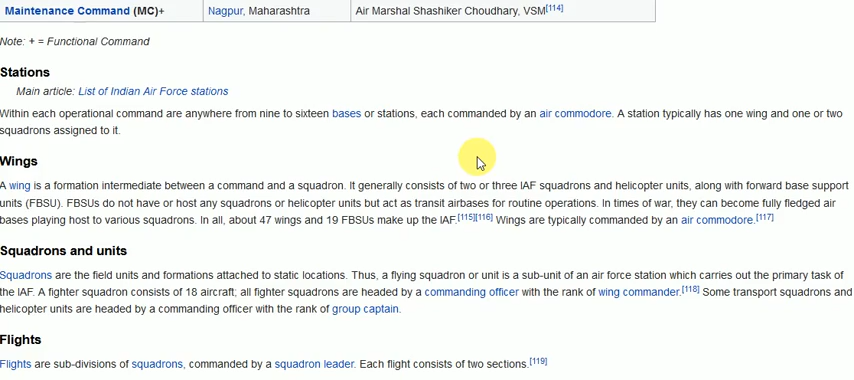 Maintenance Command (MC)+ Nagpur, Maharashtra Air Marshal Shashiker Choudhary, VSM[114]
Note: + = Functional Command
Stations
Main article: List of Indian Air Force stations
Within each operational command are anywhere from nine to sixteen bases or stations, each commanded by an air commodore. A station typically has one wing and one or two
squadrons assigned to it.
Wings
A wing is a formation intermediate between a command and a squadron. It generally consists of two or three IAF squadrons and helicopter units, along with forward base support
units (FBSU). FBSUs do not have or host any squadrons or helicopter units but act as transit airbases for routine operations. In times of war, they can become fully fledged air
bases playing host to various squadrons. In all, about 47 wings and 19 FBSUs make up the IAF.[115][116] Wings are typically commanded by an air commodore.[117]
Squadrons and units
Squadrons are the field units and formations attached to static locations. Thus, a flying squadron or unit is a sub-unit of an air force station which carries out the primary task of
the IAF. A fighter squadron consists of 18 aircraft; all fighter squadrons are headed by a commanding officer with the rank of wing commander.[118] Some transport squadrons and
helicopter units are headed by a commanding officer with the rank of group captain.
Flights
Flights are sub-divisions of squadrons, commanded by a squadron leader. Each flight consists of two sections.[119]